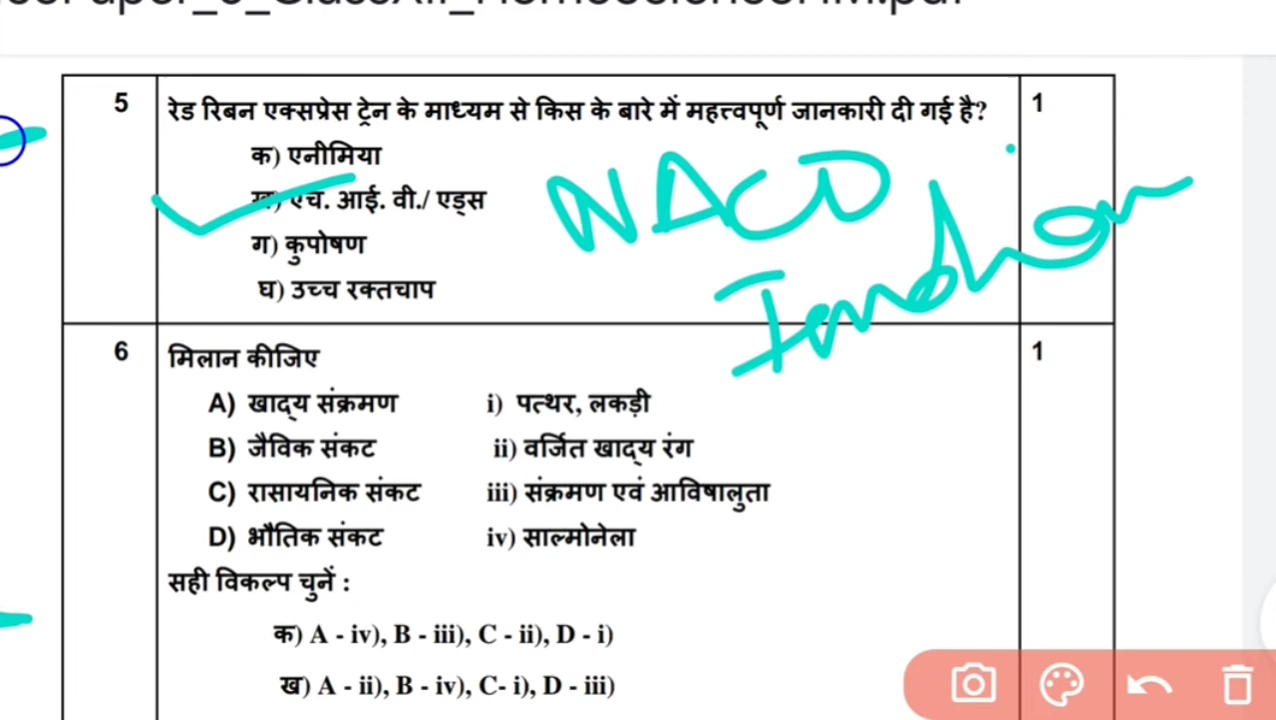 5 रेड रिबन एक्सप्रेस ट्रेन के माध्यम से किस के बारे में महत्त्वपूर्ण जानकारी दी गई है? 1
क) एनीमिया
ख) एच. आई. वी./ एड्स
NACO
ग) कुपोषण
घ) उच्च रक्तचाप
6 मिलान कीजिए 1
A) खाद्य संक्रमण i) पत्थर, लकड़ी
B) जैविक संकट ii) वर्जित खाद्य रंग
C) रासायनिक संकट iii) संक्रमण एवं आविषालुता
D) भौतिक संकट iv) साल्मोनेला
सही विकल्प चुनें :
क) A - iv), B - iii), C - ii), D - i)
ख) A - ii), B - iv), C- i), D - iii)